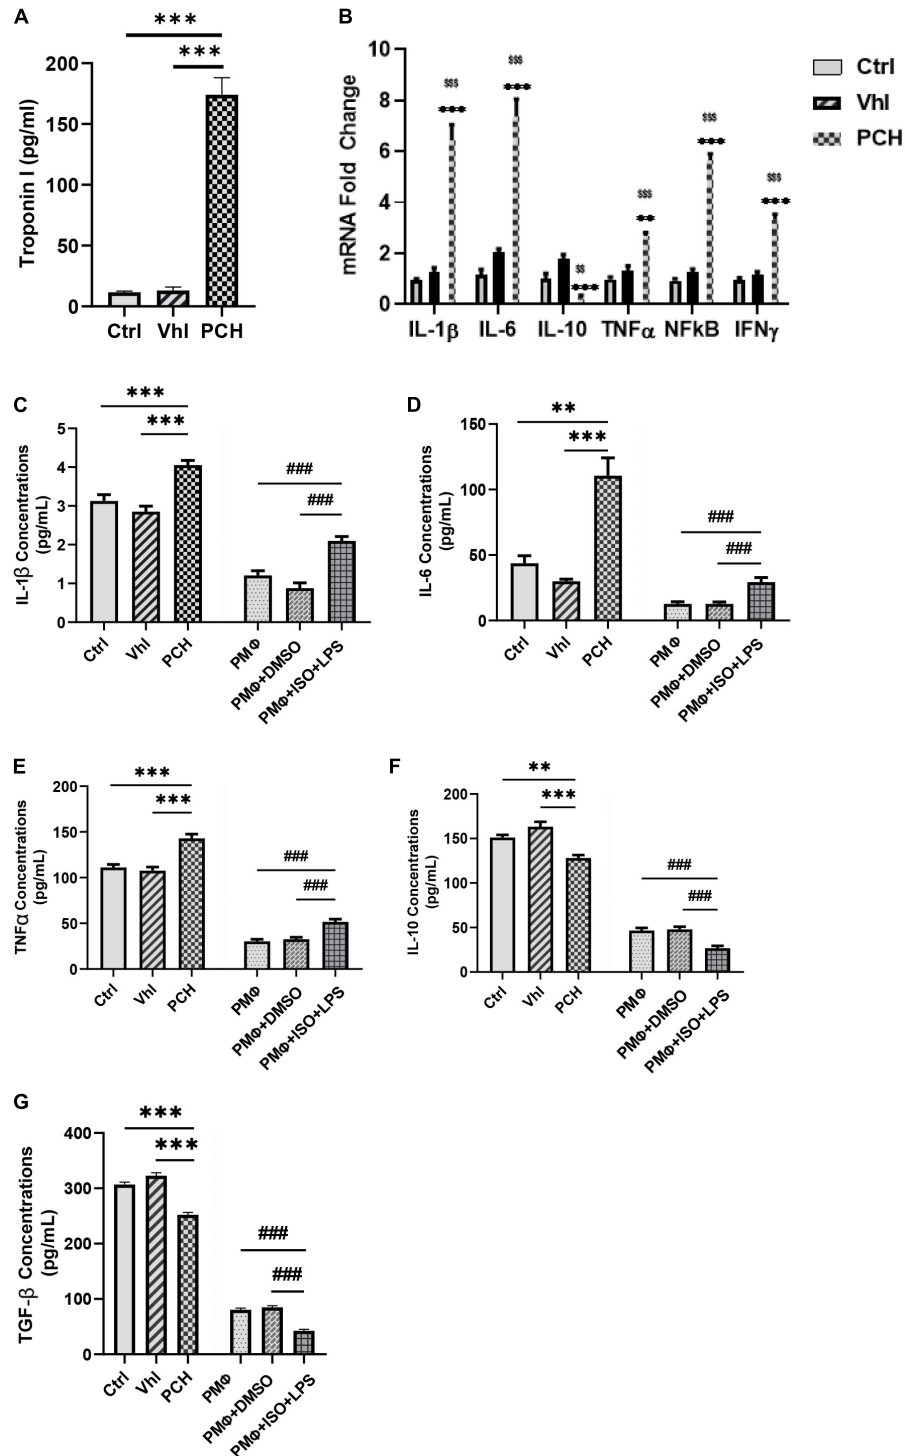 A
***
***
Troponin I (pg/ml)
200
150
100
50
0
Ctrl Vhl PCH
B
mRNA Fold Change
10
8
6
4
2
0
$$$
$$$
$$
$$$
$$$
$$$
IL-1β IL-6 IL-10 TNFα NFkB IFNγ
Ctrl
Vhl
PCH
C
***
***
###
###
IL-1β Concentrations
(pg/mL)
5
4
3
2
1
0
Ctrl
Vhl
PCH
PMΦ
PMΦ+DMSO
PMΦ+ISO+LPS
D
**
***
###
###
IL-6 Concentrations
(pg/mL)
150
100
50
0
Ctrl
Vhl
PCH
PMΦ
PMΦ+DMSO
PMΦ+ISO+LPS
E
***
***
###
###
TNFα Concentrations
(pg/mL)
200
150
100
50
0
Ctrl
Vhl
PCH
PMΦ
PMΦ+DMSO
PMΦ+ISO+LPS
F
**
***
###
###
IL-10 Concentrations
(pg/mL)
200
150
100
50
0
Ctrl
Vhl
PCH
PMΦ
PMΦ+DMSO
PMΦ+ISO+LPS
G
***
***
###
###
TGF-β Concentrations
(pg/mL)
400
300
200
100
0
Ctrl
Vhl
PCH
PMΦ
PMΦ+DMSO
PMΦ+ISO+LPS